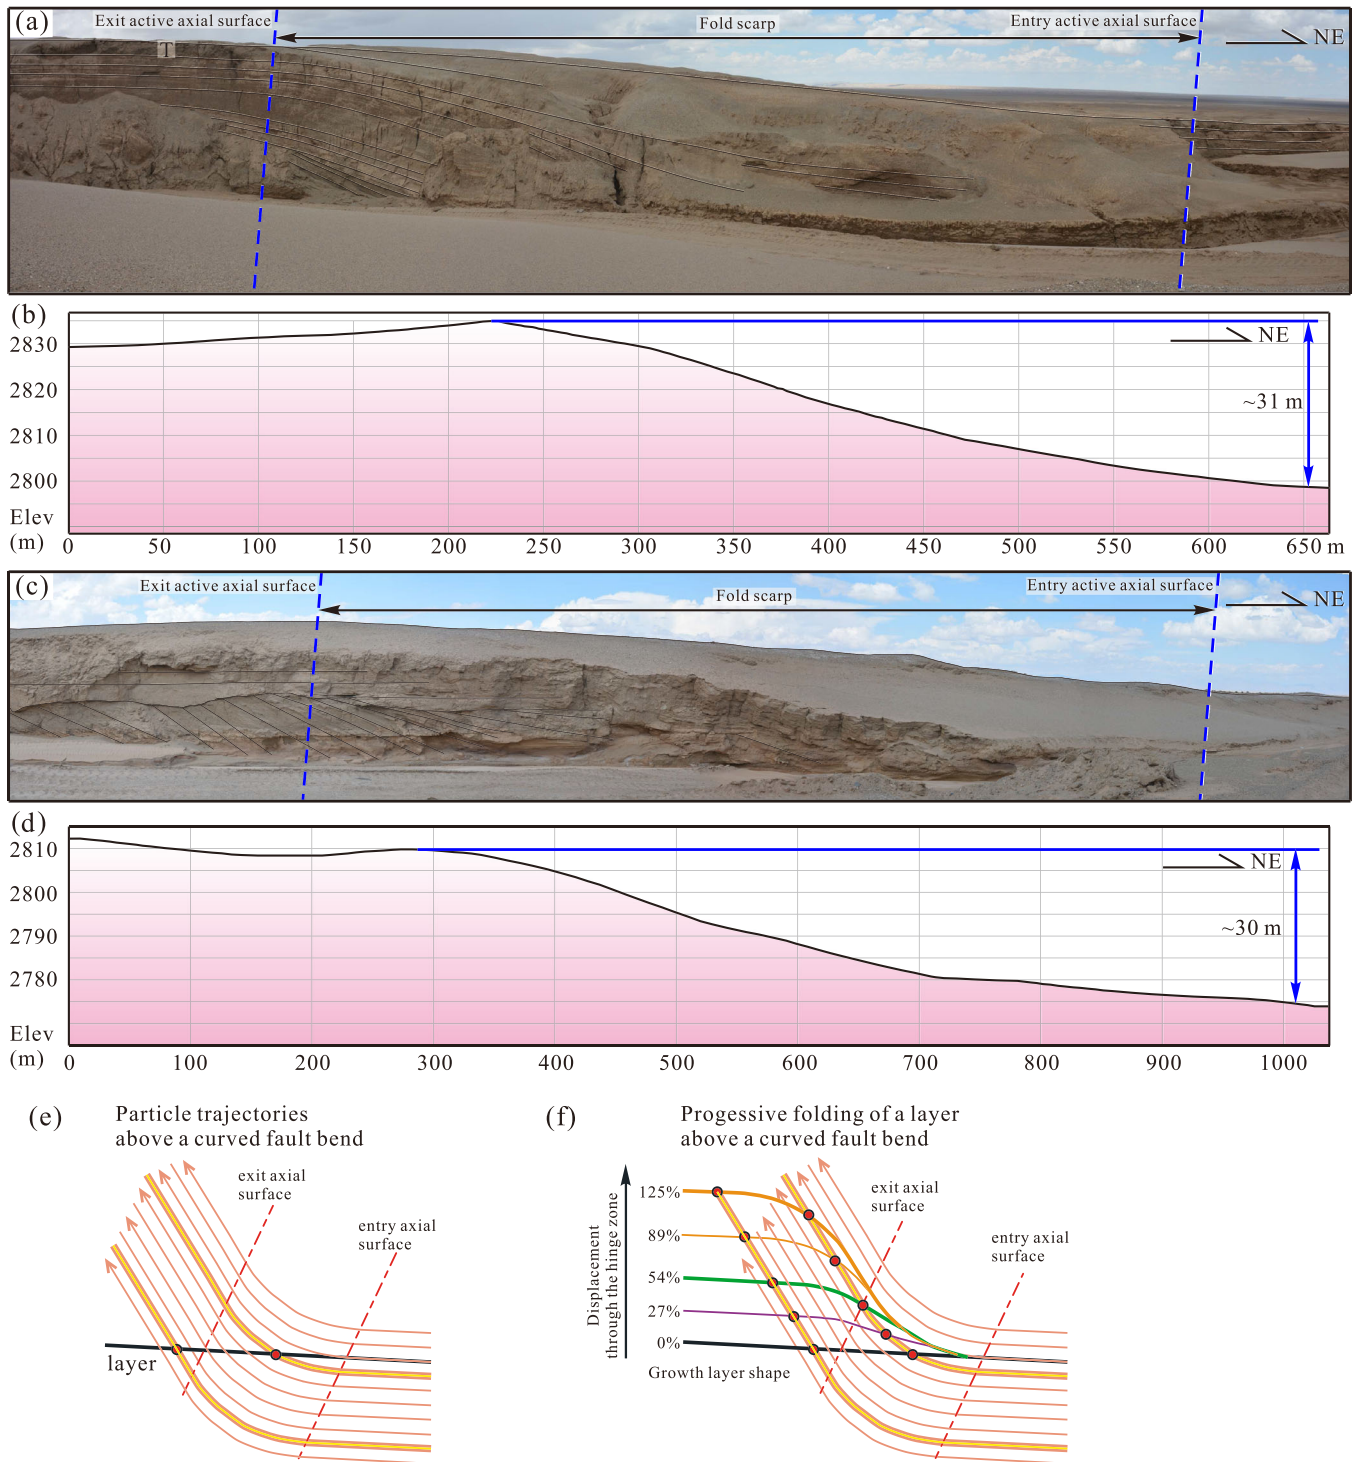 (a)
Exit active axial surface
Fold scarp
Entry active axial surface
NE
T
(b)
NE
~31 m
2830
2820
2810
2800
Elev
(m)
0 50 100 150 200 250 300 350 400 450 500 550 600 650 m
(c)
Exit active axial surface
Fold scarp
Entry active axial surface
NE
(d)
NE
~30 m
2810
2800
2790
2780
Elev
(m)
0 100 200 300 400 500 600 700 800 900 1000
(e)
Particle trajectories
above a curved fault bend
exit axial
surface
entry axial
surface
layer
(f)
Progessive folding of a layer
above a curved fault bend
Displacement
through the hinge zone
125%
89%
54%
27%
0%
Growth layer shape
exit axial
surface
entry axial
surface